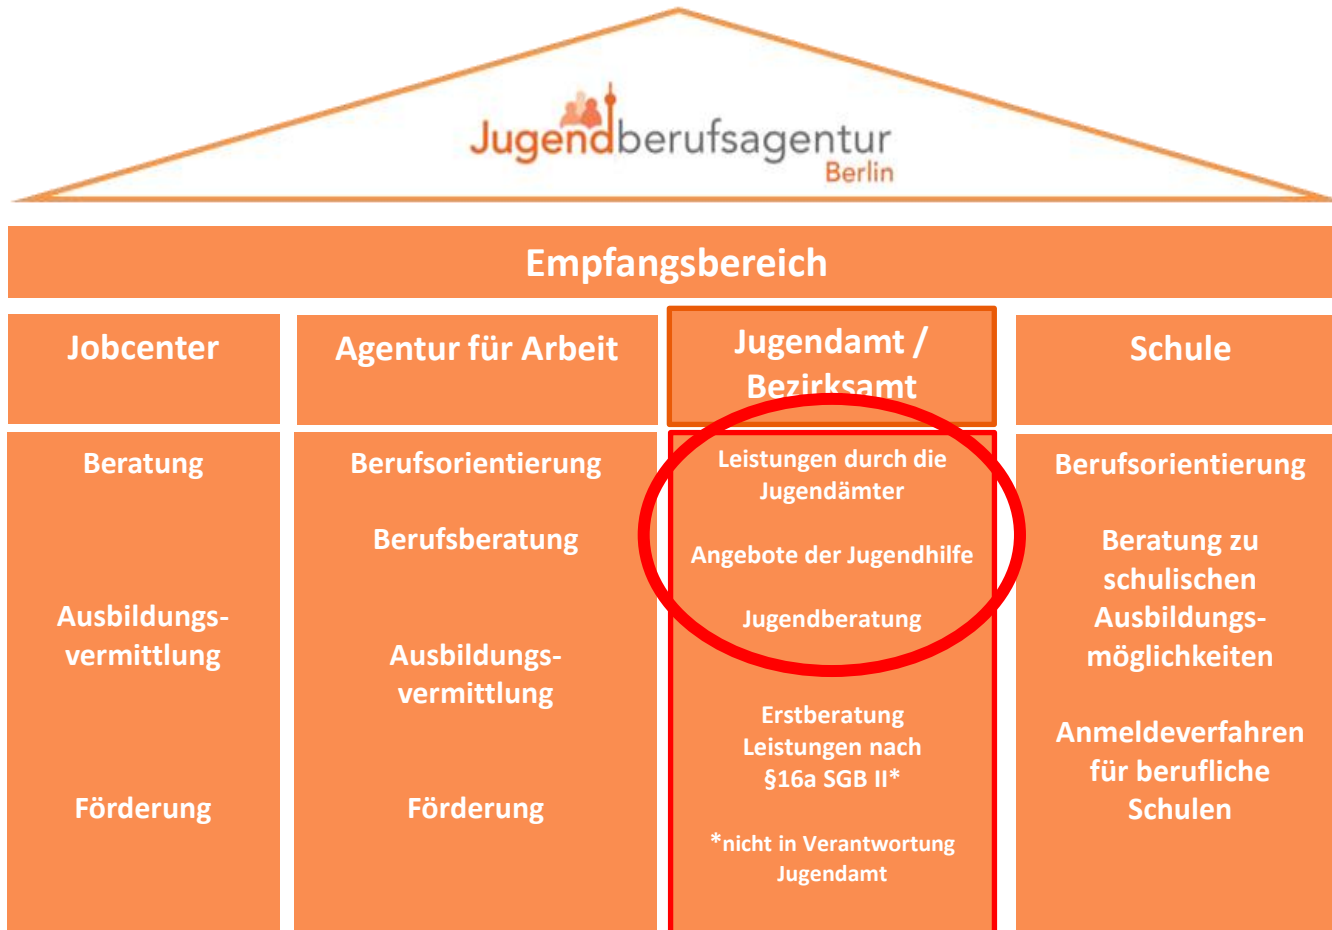 Jugendberufsagentur
Berlin
Empfangsbereich
Jobcenter
Beratung
Ausbildungs-
vermittlung
Förderung
Agentur für Arbeit
Berufsorientierung
Berufsberatung
Ausbildungs-
vermittlung
Förderung
Jugendamt /
Bezirksamt
Leistungen durch die
Jugendämter
Angebote der Jugendhilfe
Jugendberatung
Erstberatung
Leistungen nach
§16a SGB II*
*nicht in Verantwortung
Jugendamt
Schule
Berufsorientierung
Beratung zu
schulischen
Ausbildungs-
möglichkeiten
Anmeldeverfahren
für berufliche
Schulen